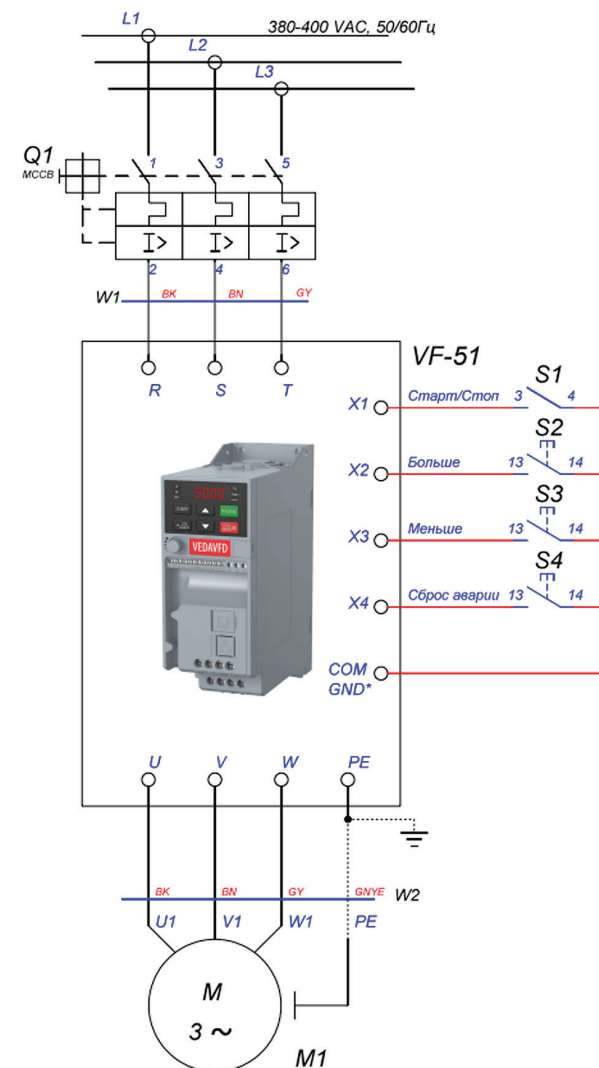 L1
380-400 VAC, 50/60Гц
L2
L3
Q1
MCCB
1 3 5
I> I> I>
2 4 6
W1 BK BN GY
VF-51
R S T
X1 Старт/Стоп 3 4 S1
X2 Больше 13 14 S2
X3 Меньше 13 14 S3
X4 Сброс аварии 13 14 S4
COM
GND*
VEDAVFD
U V W PE
BK BN GY GNYE W2
U1 V1 W1 PE
M
3 ~
M1